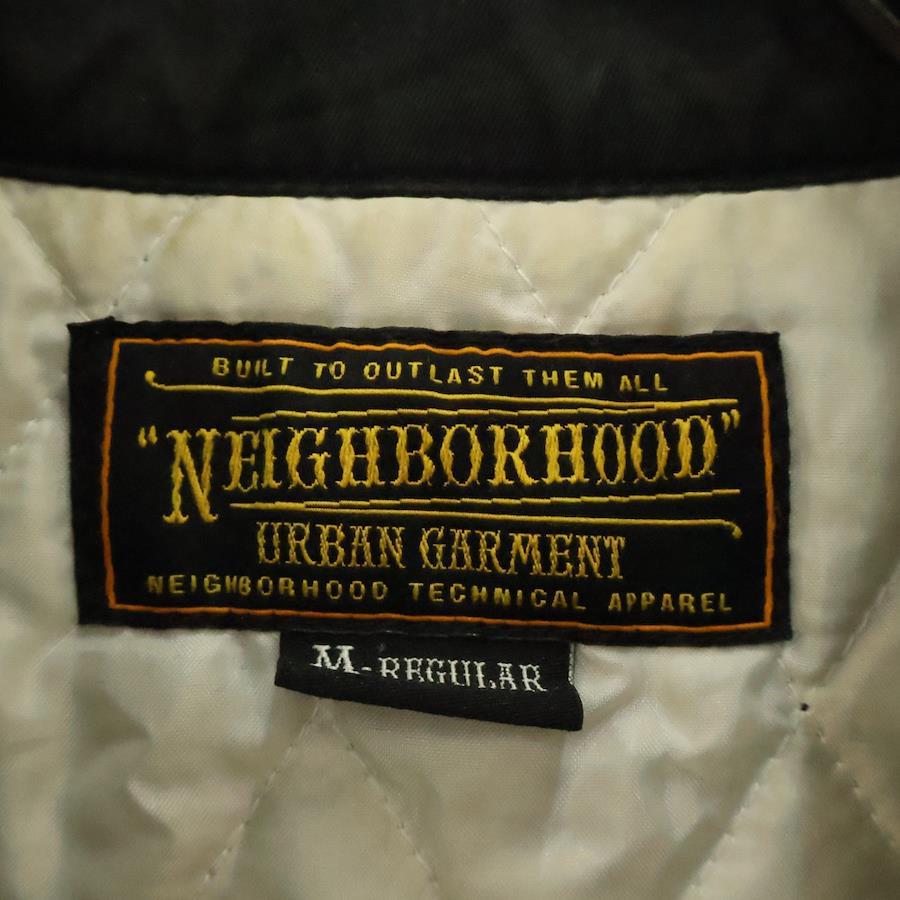 BUILT TO OUTLAST THEM ALL
"NEIGHBORHOOD"
URBAN GARMENT
NEIGHBORHOOD TECHNICAL APPAREL
M-REGULAR